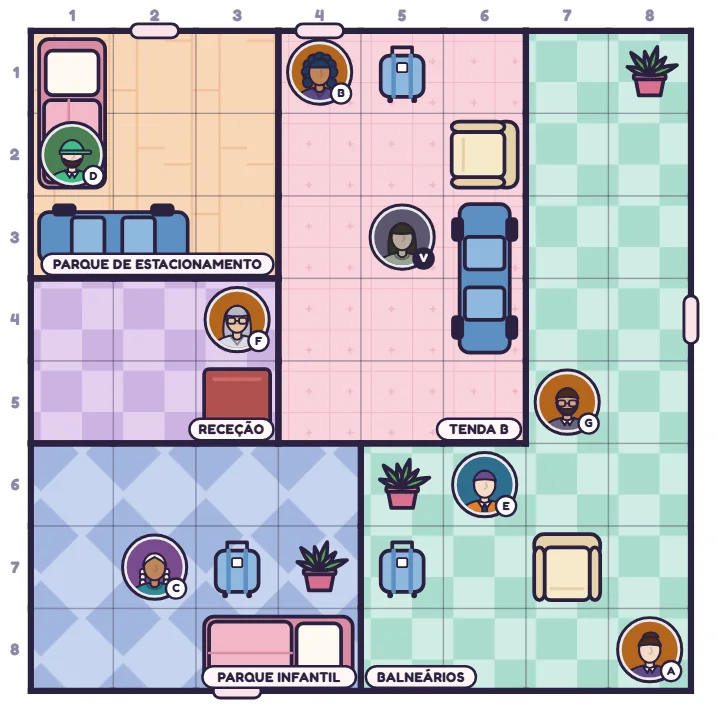 1 2 3 4 5 6 7 8
1
B
2
D
3
V
PARQUE DE ESTACIONAMENTO
4
F
5
G
RECEÇÃO
TENDA B
6
E
7
C
8
A
PARQUE INFANTIL
BALNEÁRIOS